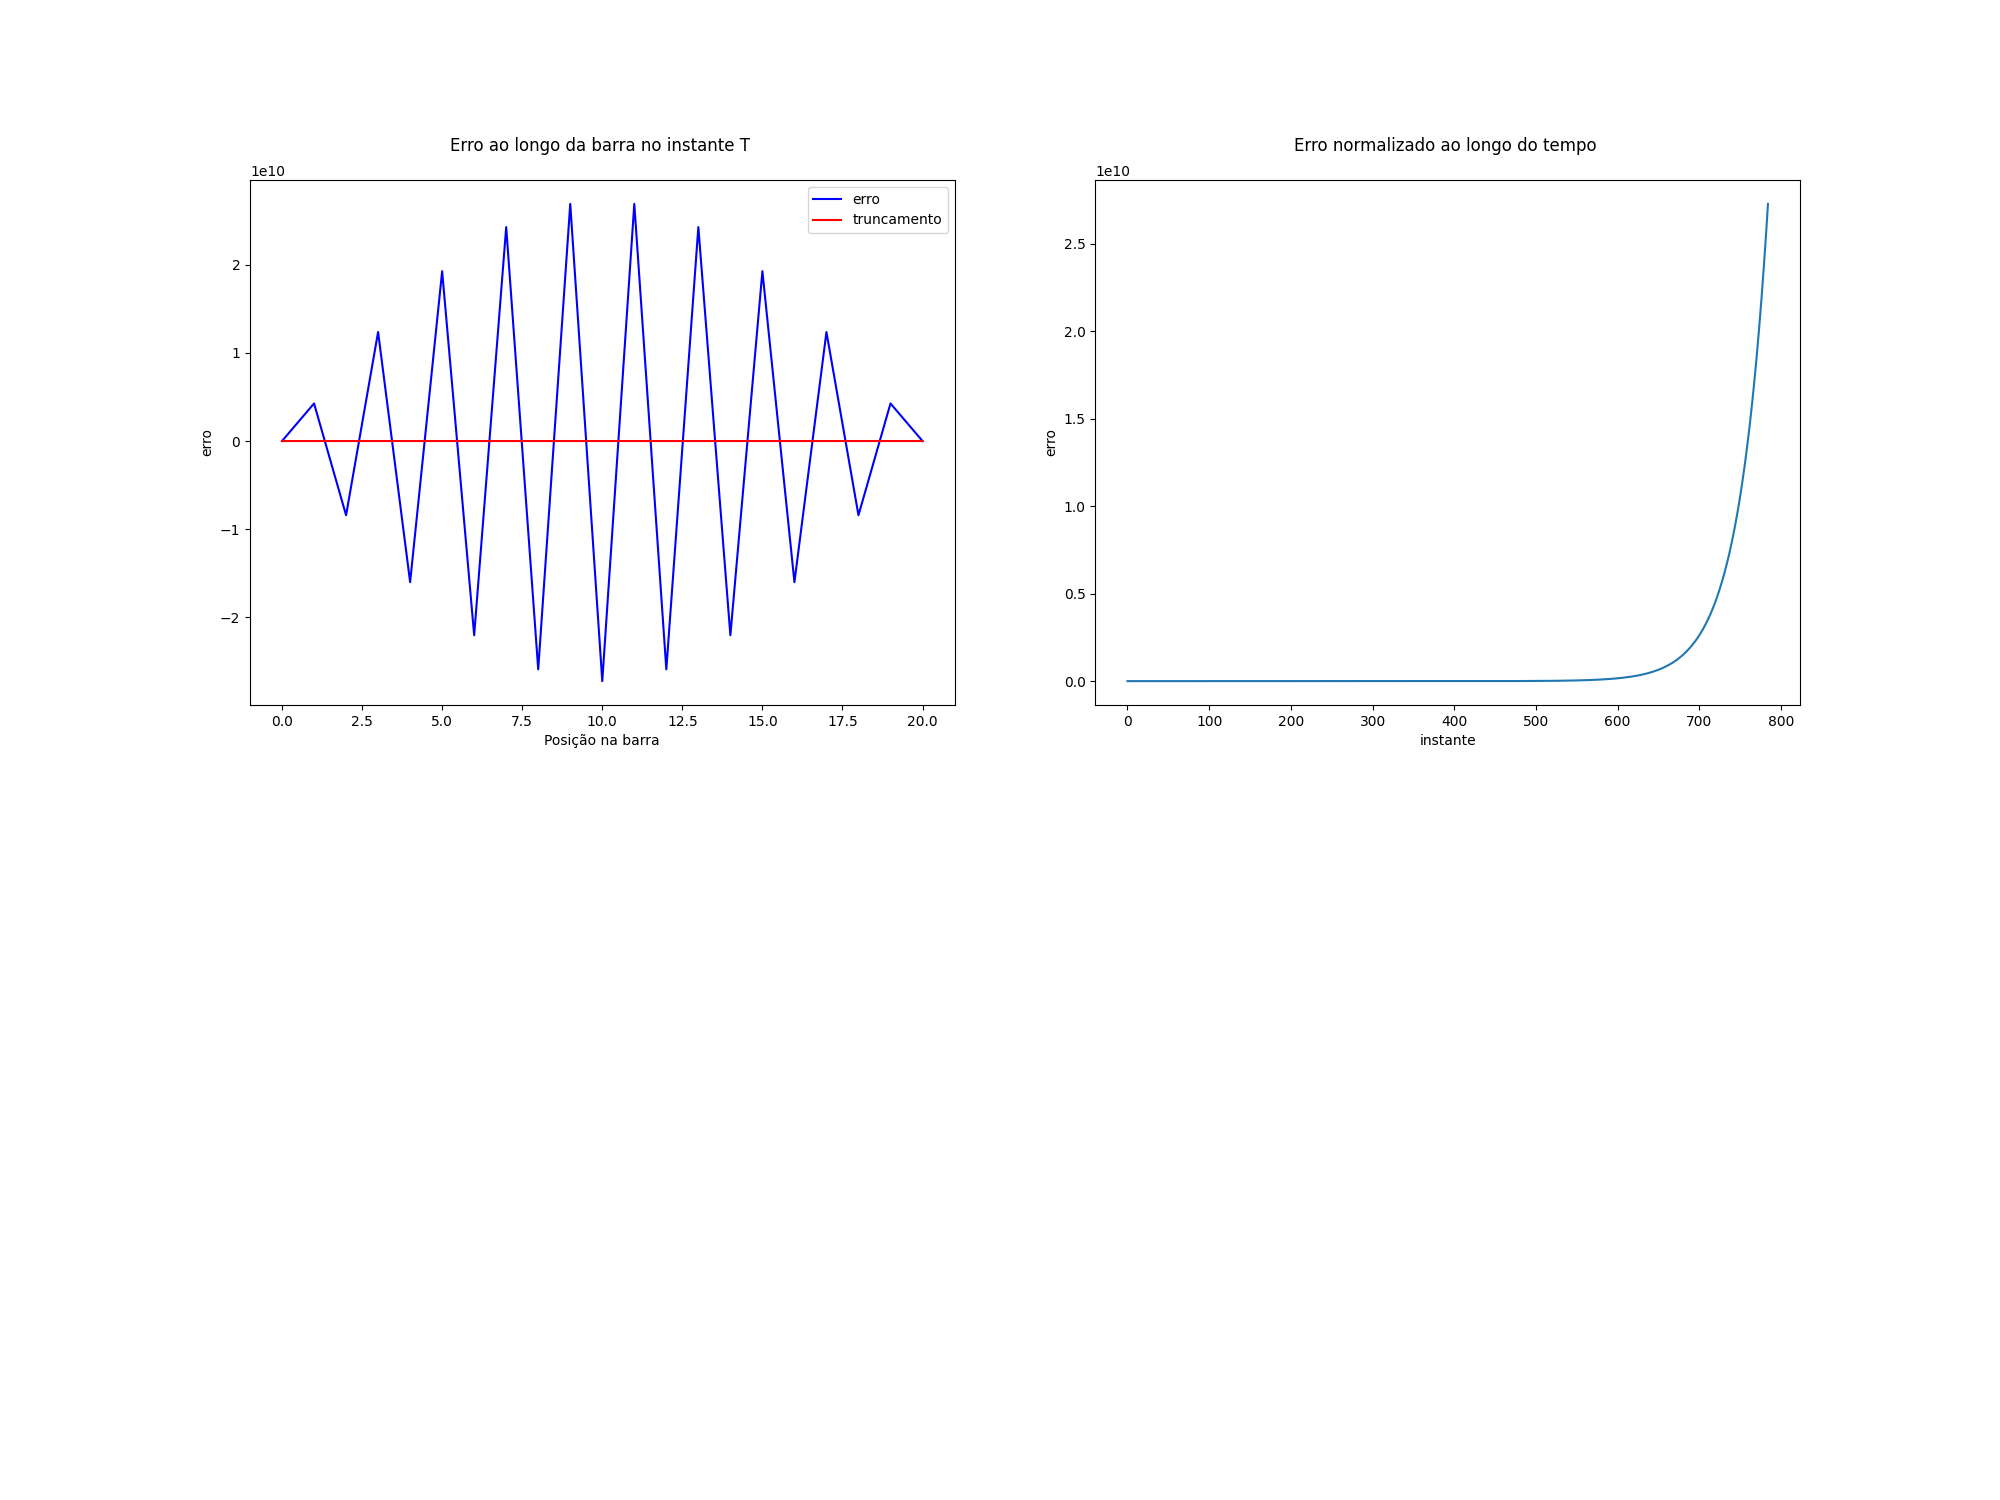 Erro ao longo da barra no instante T
1e10
erro
truncamento
2
1
0
−1
−2
erro
0.0 2.5 5.0 7.5 10.0 12.5 15.0 17.5 20.0
Posição na barra
Erro normalizado ao longo do tempo
1e10
2.5
2.0
1.5
1.0
0.5
0.0
erro
0 100 200 300 400 500 600 700 800
instante